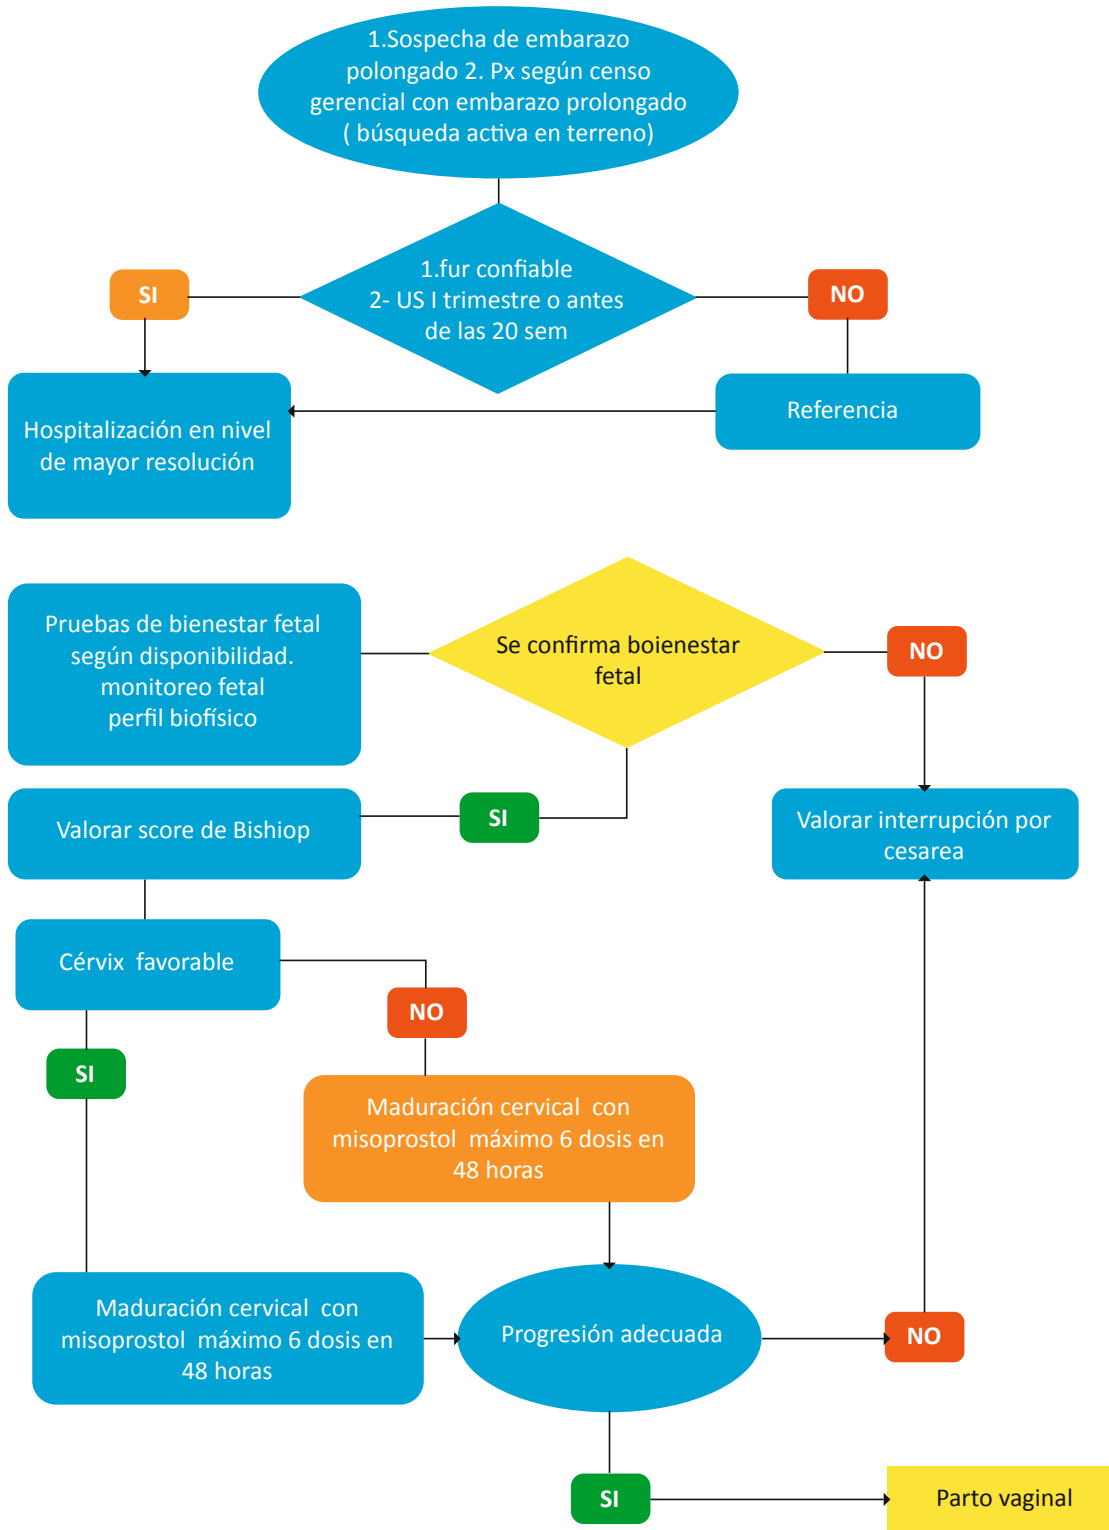 1.Sospecha de embarazo
polongado 2. Px según censo
gerencial con embarazo prolongado
( búsqueda activa en terreno)
1.fur confiable
2- US I trimestre o antes
de las 20 sem
SI
NO
Hospitalización en nivel
de mayor resolución
Referencia
Pruebas de bienestar fetal
según disponibilidad.
monitoreo fetal
perfil biofísico
Se confirma boienestar
fetal
NO
Valorar score de Bishiop
SI
Valorar interrupción por
cesarea
Cérvix favorable
NO
SI
Maduración cervical con
misoprostol máximo 6 dosis en
48 horas
Maduración cervical con
misoprostol máximo 6 dosis en
48 horas
Progresión adecuada
NO
SI
Parto vaginal